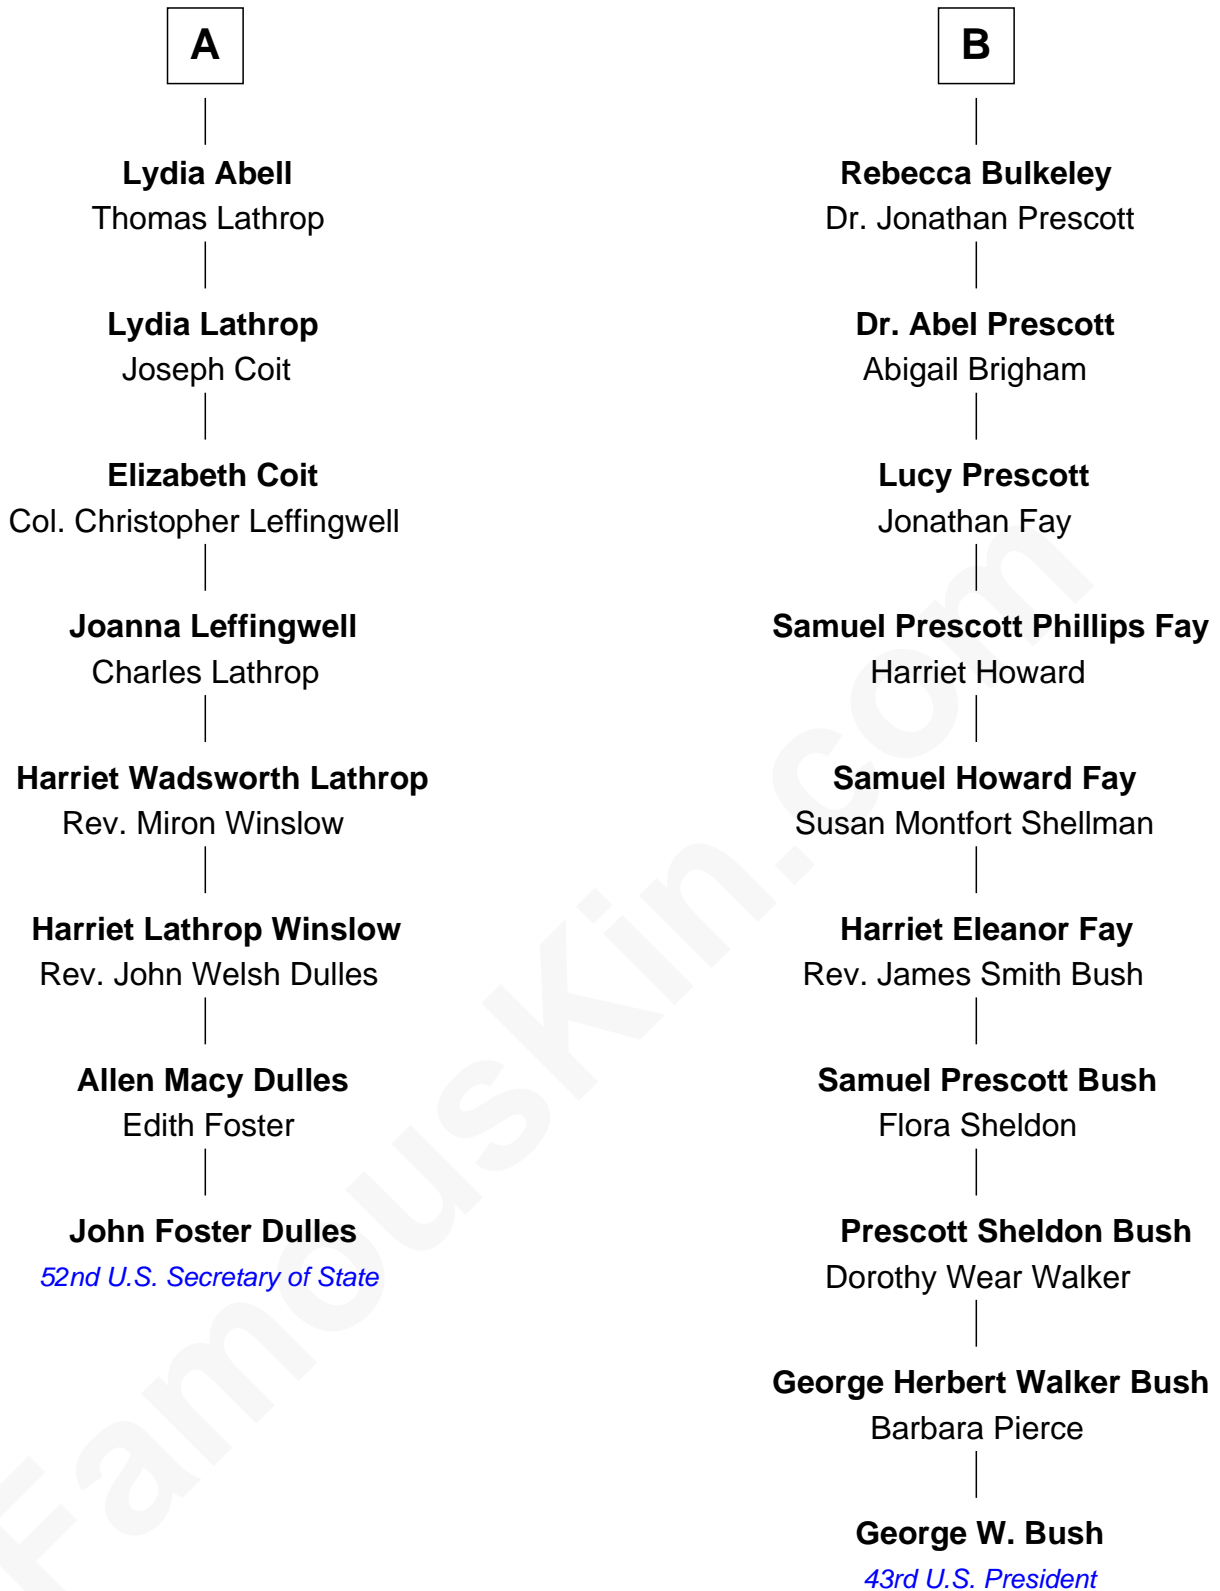 A
Lydia Abell
Thomas Lathrop
Lydia Lathrop
Joseph Coit
Elizabeth Coit
Col. Christopher Leffingwell
Joanna Leffingwell
Charles Lathrop
Harriet Wadsworth Lathrop
Rev. Miron Winslow
Harriet Lathrop Winslow
Rev. John Welsh Dulles
Allen Macy Dulles
Edith Foster
John Foster Dulles
52nd U.S. Secretary of State
B
Rebecca Bulkeley
Dr. Jonathan Prescott
Dr. Abel Prescott
Abigail Brigham
Lucy Prescott
Jonathan Fay
Samuel Prescott Phillips Fay
Harriet Howard
Samuel Howard Fay
Susan Montfort Shellman
Harriet Eleanor Fay
Rev. James Smith Bush
Samuel Prescott Bush
Flora Sheldon
Prescott Sheldon Bush
Dorothy Wear Walker
George Herbert Walker Bush
Barbara Pierce
George W. Bush
43rd U.S. President
FamousKin.com